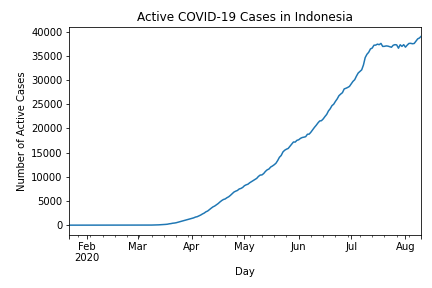 Active COVID-19 Cases in Indonesia
40000
35000
30000
25000
20000
15000
10000
5000
0
Number of Active Cases
Feb Mar Apr May Jun Jul Aug
2020
Day